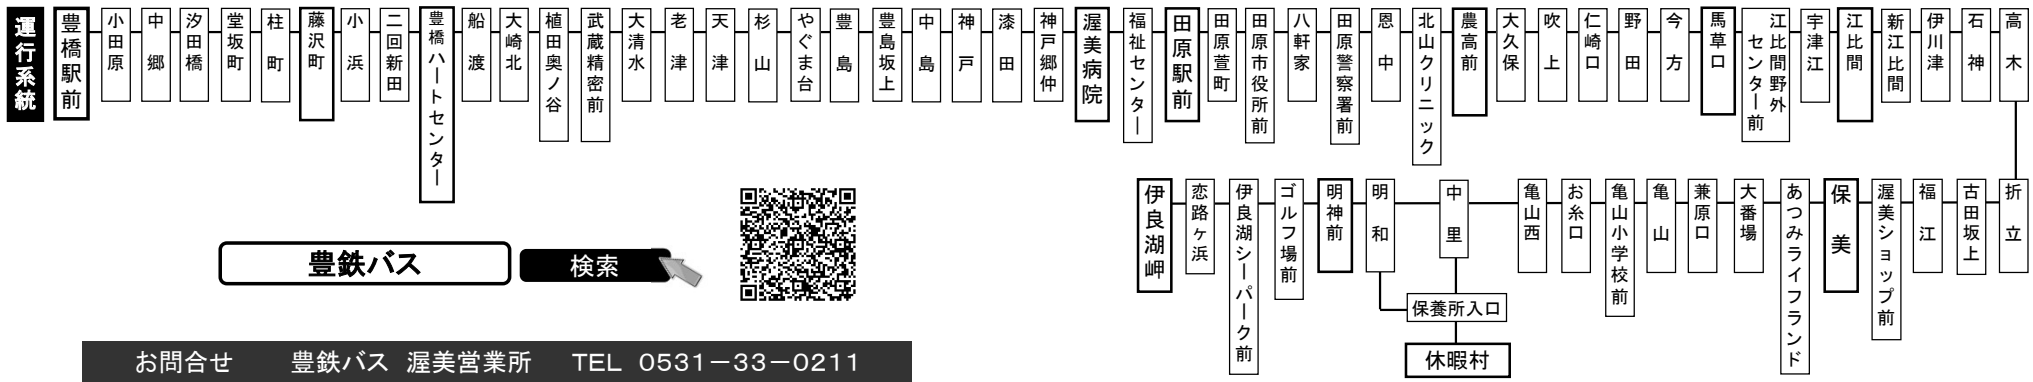 運行系統
豊橋駅前
小田原
中郷
汐田橋
堂坂町
柱町
藤沢町
小浜
二回新田
豊橋ハートセンター
船渡
大崎北
植田奥ノ谷
武蔵精密前
大清水
老津
天津
杉山
やぐま台
豊島
豊島坂上
中島
神戸
漆田
神戸郷仲
渥美病院
福祉センター
田原駅前
田原萱町
田原市役所前
八軒家
田原警察署前
恩中
北山クリニック
農高前
大久保
吹上
仁崎口
野田
今方
馬草口
江比間野外
センター前
宇津江
江比間
新江比間
伊川津
石神
高木
折立
古田坂上
福江
渥美ショップ前
保美
あつみライフランド
大番場
兼原口
亀山
亀山小学校前
お糸口
亀山西
中里
明和
明神前
ゴルフ場前
伊良湖シーパーク前
恋路ヶ浜
伊良湖岬
保養所入口
休暇村
豊鉄バス
検索
お問合せ 豊鉄バス 渥美営業所 TEL 0531－33－0211